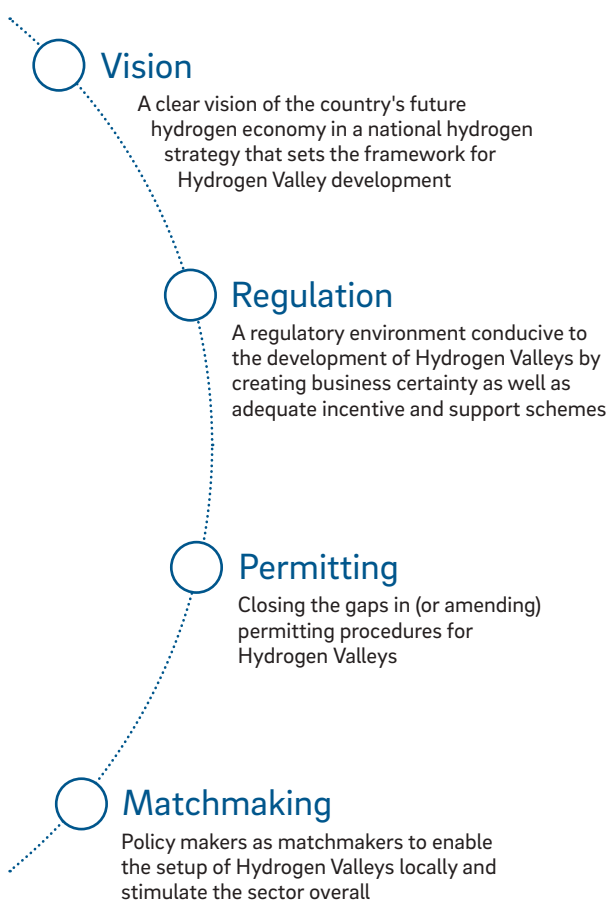 Vision
A clear vision of the country's future
hydrogen economy in a national hydrogen
strategy that sets the framework for
Hydrogen Valley development
Regulation
A regulatory environment conducive to
the development of Hydrogen Valleys by
creating business certainty as well as
adequate incentive and support schemes
Permitting
Closing the gaps in (or amending)
permitting procedures for
Hydrogen Valleys
Matchmaking
Policy makers as matchmakers to enable
the setup of Hydrogen Valleys locally and
stimulate the sector overall